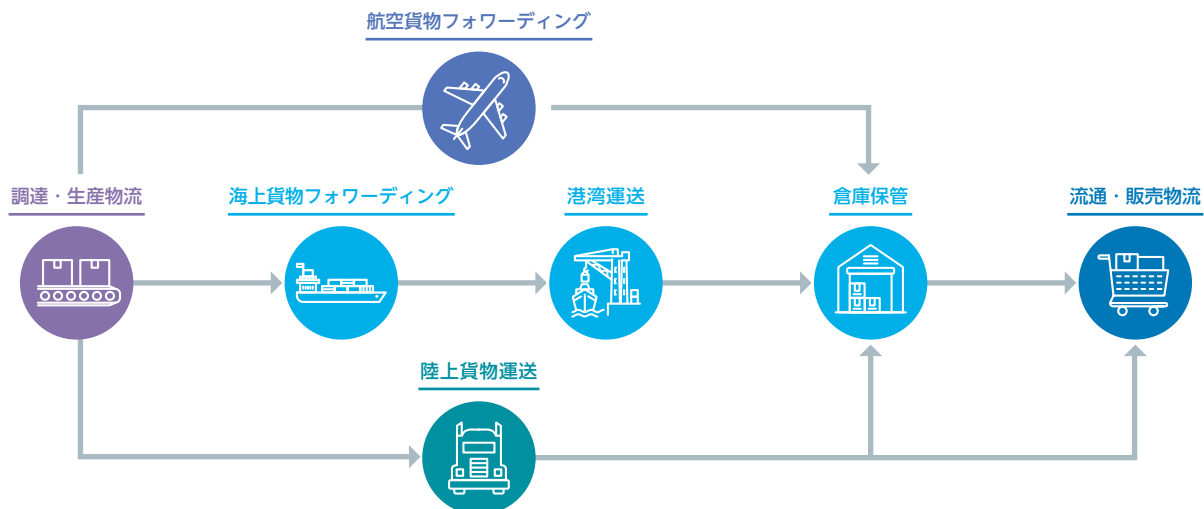 航空貨物フォワーディング
調達・生産物流
海上貨物フォワーディング
港湾運送
倉庫保管
流通・販売物流
陸上貨物運送